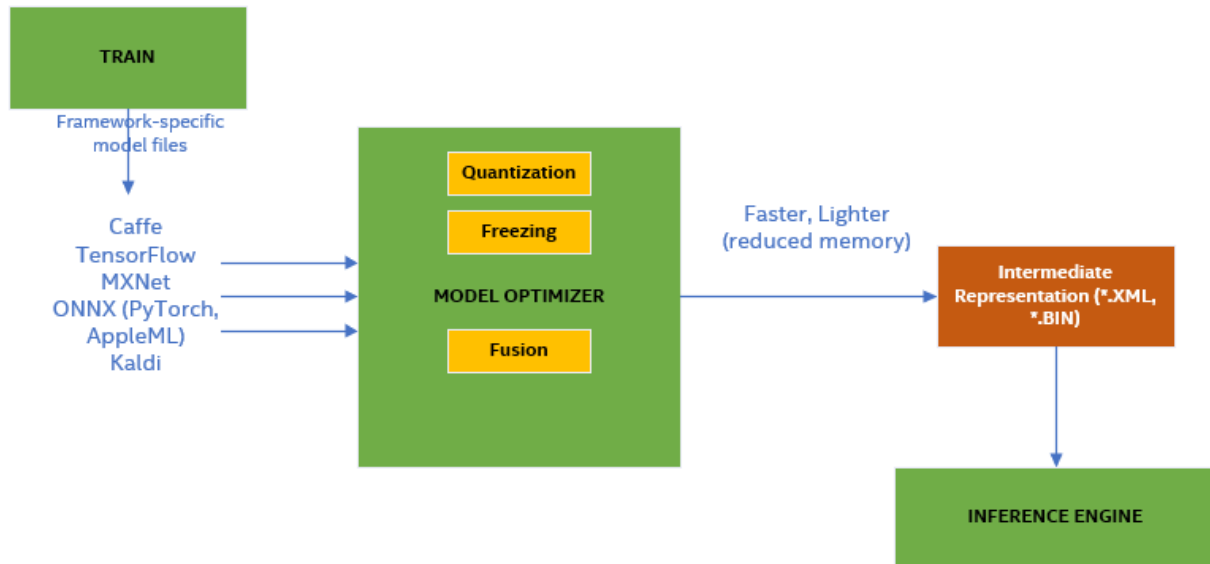 TRAIN
Framework-specific
model files
Caffe
TensorFlow
MXNet
ONNX (PyTorch,
AppleML)
Kaldi
Quantization
Freezing
MODEL OPTIMIZER
Fusion
Faster, Lighter
(reduced memory)
Intermediate
Representation (*.XML,
*.BIN)
INFERENCE ENGINE